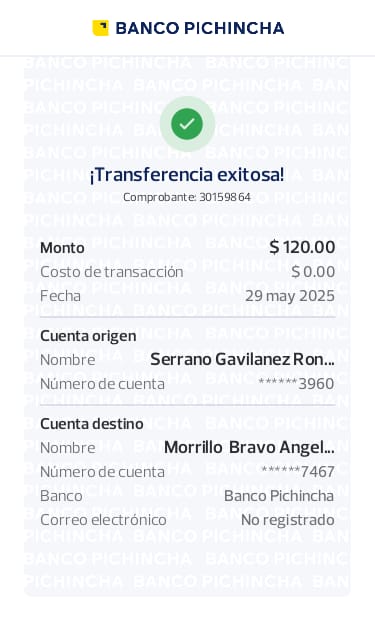 BANCO PICHINCHA
¡Transferencia exitosa!
Comprobante: 30159864
Monto $ 120.00
Costo de transacción $ 0.00
Fecha 29 may 2025
Cuenta origen
Nombre Serrano Gavilanez Ron...
Número de cuenta ******3960
Cuenta destino
Nombre Morrillo Bravo Angel...
Número de cuenta ******7467
Banco Banco Pichincha
Correo electrónico No registrado